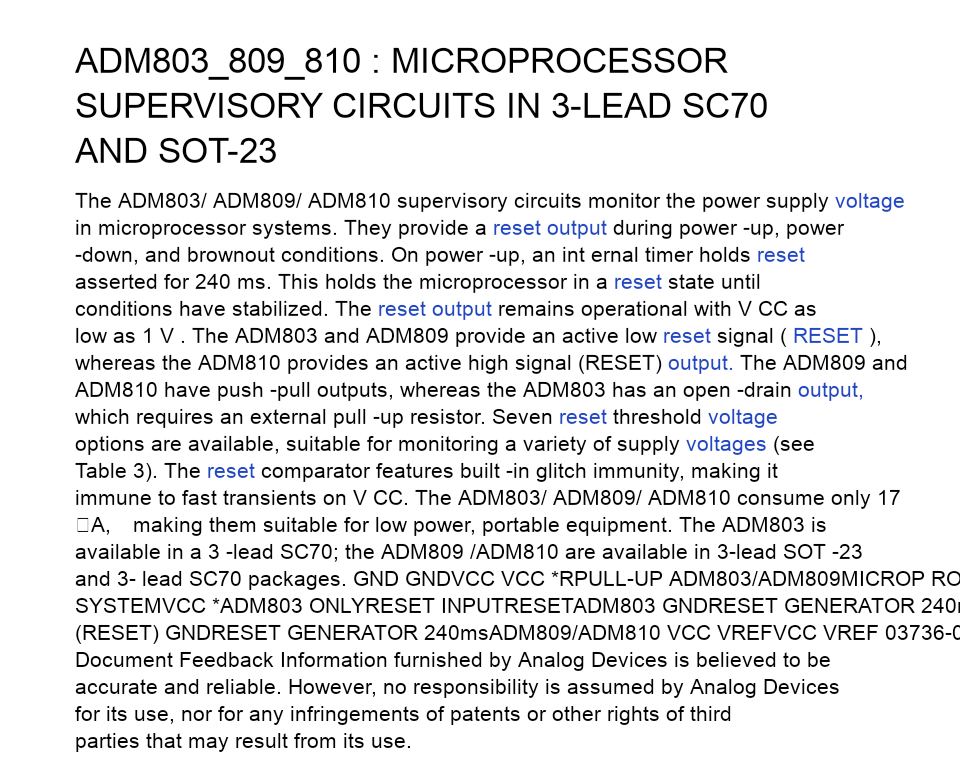 ADM803_809_810 : MICROPROCESSOR
SUPERVISORY CIRCUITS IN 3-LEAD SC70
AND SOT-23
The ADM803/ ADM809/ ADM810 supervisory circuits monitor the power supply voltage
in microprocessor systems. They provide a reset output during power -up, power
-down, and brownout conditions. On power -up, an int ernal timer holds reset
asserted for 240 ms. This holds the microprocessor in a reset state until
conditions have stabilized. The reset output remains operational with V CC as
low as 1 V . The ADM803 and ADM809 provide an active low reset signal ( RESET ),
whereas the ADM810 provides an active high signal (RESET) output. The ADM809 and
ADM810 have push -pull outputs, whereas the ADM803 has an open -drain output,
which requires an external pull -up resistor. Seven reset threshold voltage
options are available, suitable for monitoring a variety of supply voltages (see
Table 3). The reset comparator features built -in glitch immunity, making it
immune to fast transients on V CC. The ADM803/ ADM809/ ADM810 consume only 17
□A, making them suitable for low power, portable equipment. The ADM803 is
available in a 3 -lead SC70; the ADM809 /ADM810 are available in 3-lead SOT -23
and 3- lead SC70 packages. GND GNDVCC VCC *RPULL-UP ADM803/ADM809MICROP RO
SYSTEMVCC *ADM803 ONLYRESET INPUTRESETADM803 GNDRESET GENERATOR 240
(RESET) GNDRESET GENERATOR 240msADM809/ADM810 VCC VREFVCC VREF 03736-0
Document Feedback Information furnished by Analog Devices is believed to be
accurate and reliable. However, no responsibility is assumed by Analog Devices
for its use, nor for any infringements of patents or other rights of third
parties that may result from its use.